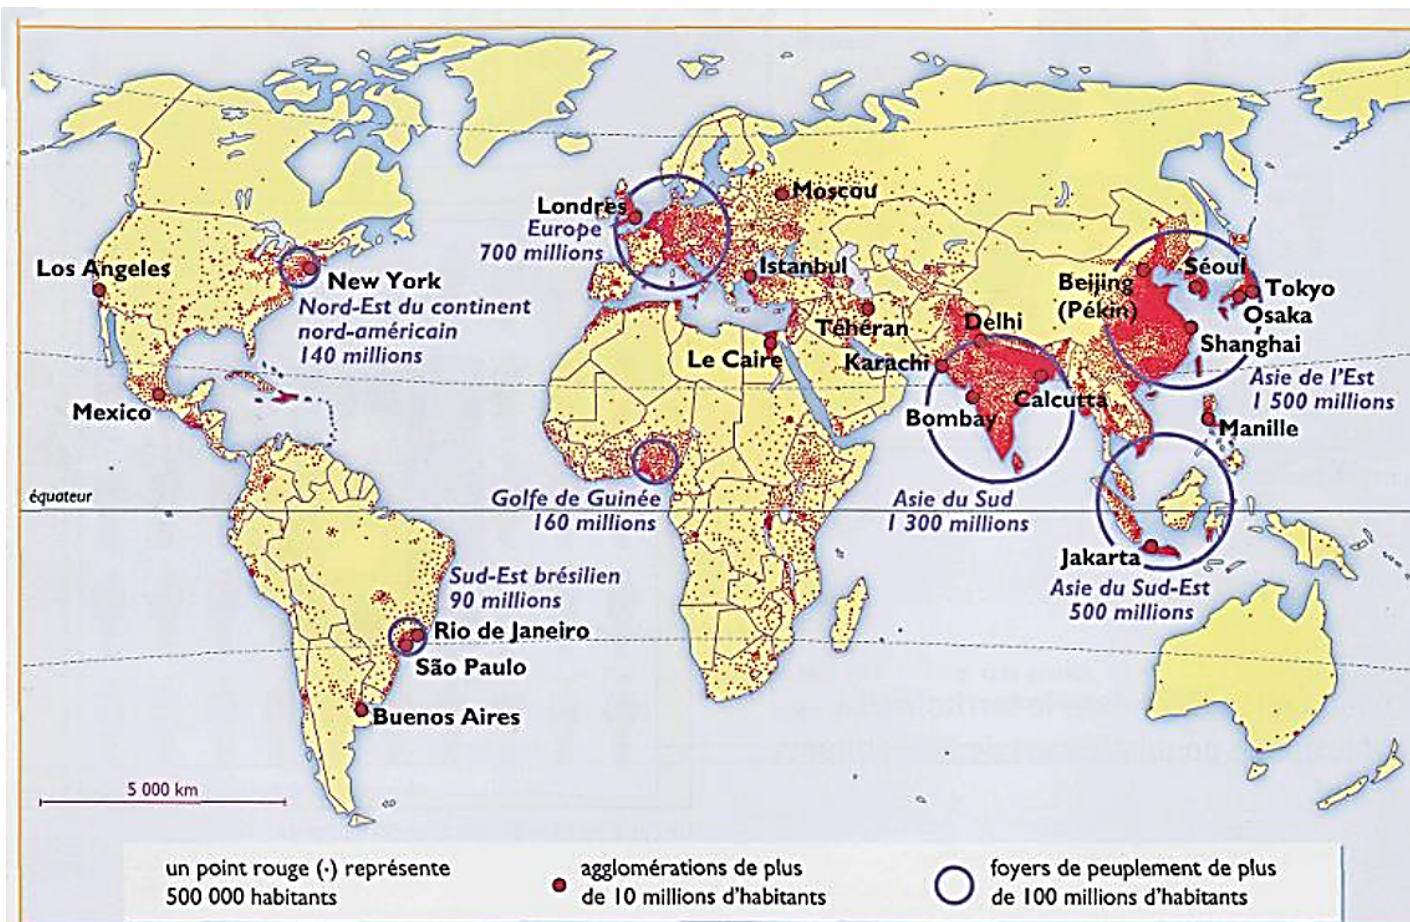 Moscou
Londres
Europe
700 millions
Istanbul
Los Angeles
New York
Nord-Est du continent
nord-américain
140 millions
Beijing
(Pékin)
Séoul
Tokyo
Osaka
Téhéran
Delhi
Shanghai
Le Caire
Karachi
Asie de l'Est
1 500 millions
Mexico
Bombay
Calcutta
Manille
équateur
Golfe de Guinée
160 millions
Asie du Sud
1 300 millions
Jakarta
Asie du Sud-Est
500 millions
Sud-Est brésilien
90 millions
Rio de Janeiro
São Paulo
Buenos Aires
5 000 km
un point rouge (·) représente
500 000 habitants
agglomérations de plus
de 10 millions d'habitants
foyers de peuplement de plus
de 100 millions d'habitants